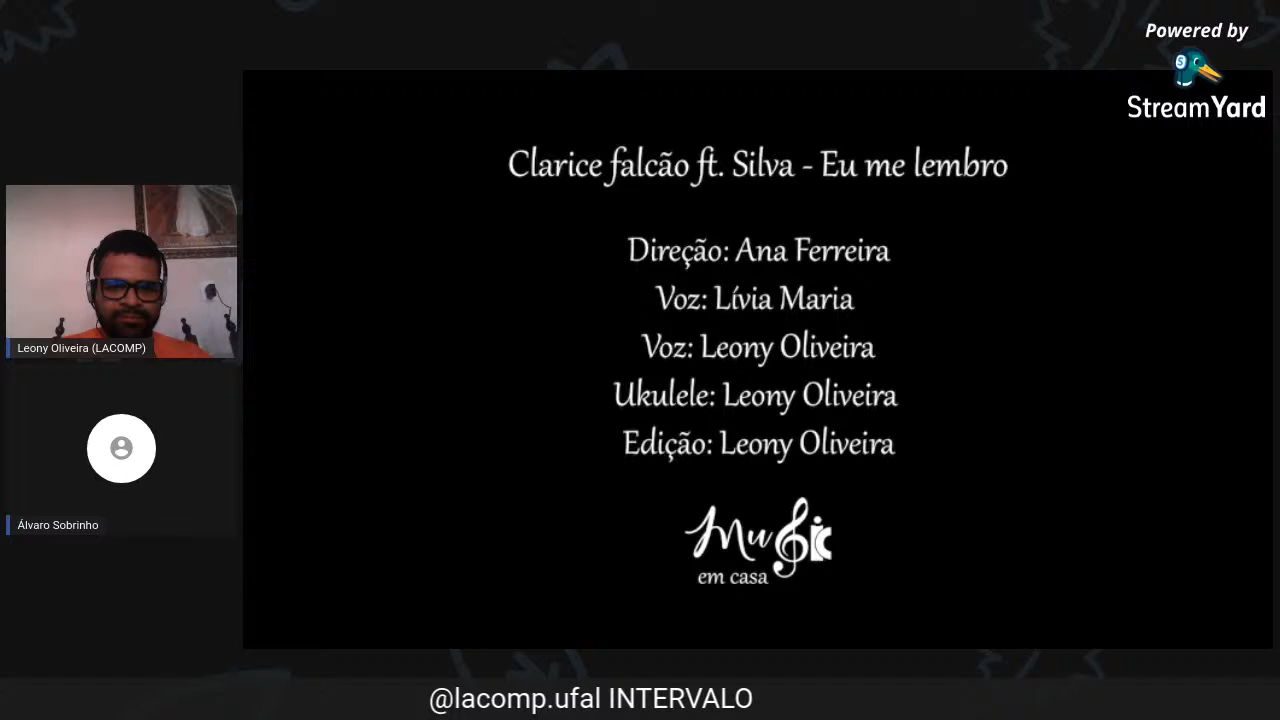 Powered by
StreamYard
Clarice falcão ft. Silva - Eu me lembro
Direção: Ana Ferreira
Voz: Lívia Maria
Voz: Leony Oliveira
Ukulele: Leony Oliveira
Edição: Leony Oliveira
Music
em casa
Leony Oliveira (LACOMP)
Álvaro Sobrinho
@lacomp.ufal INTERVALO